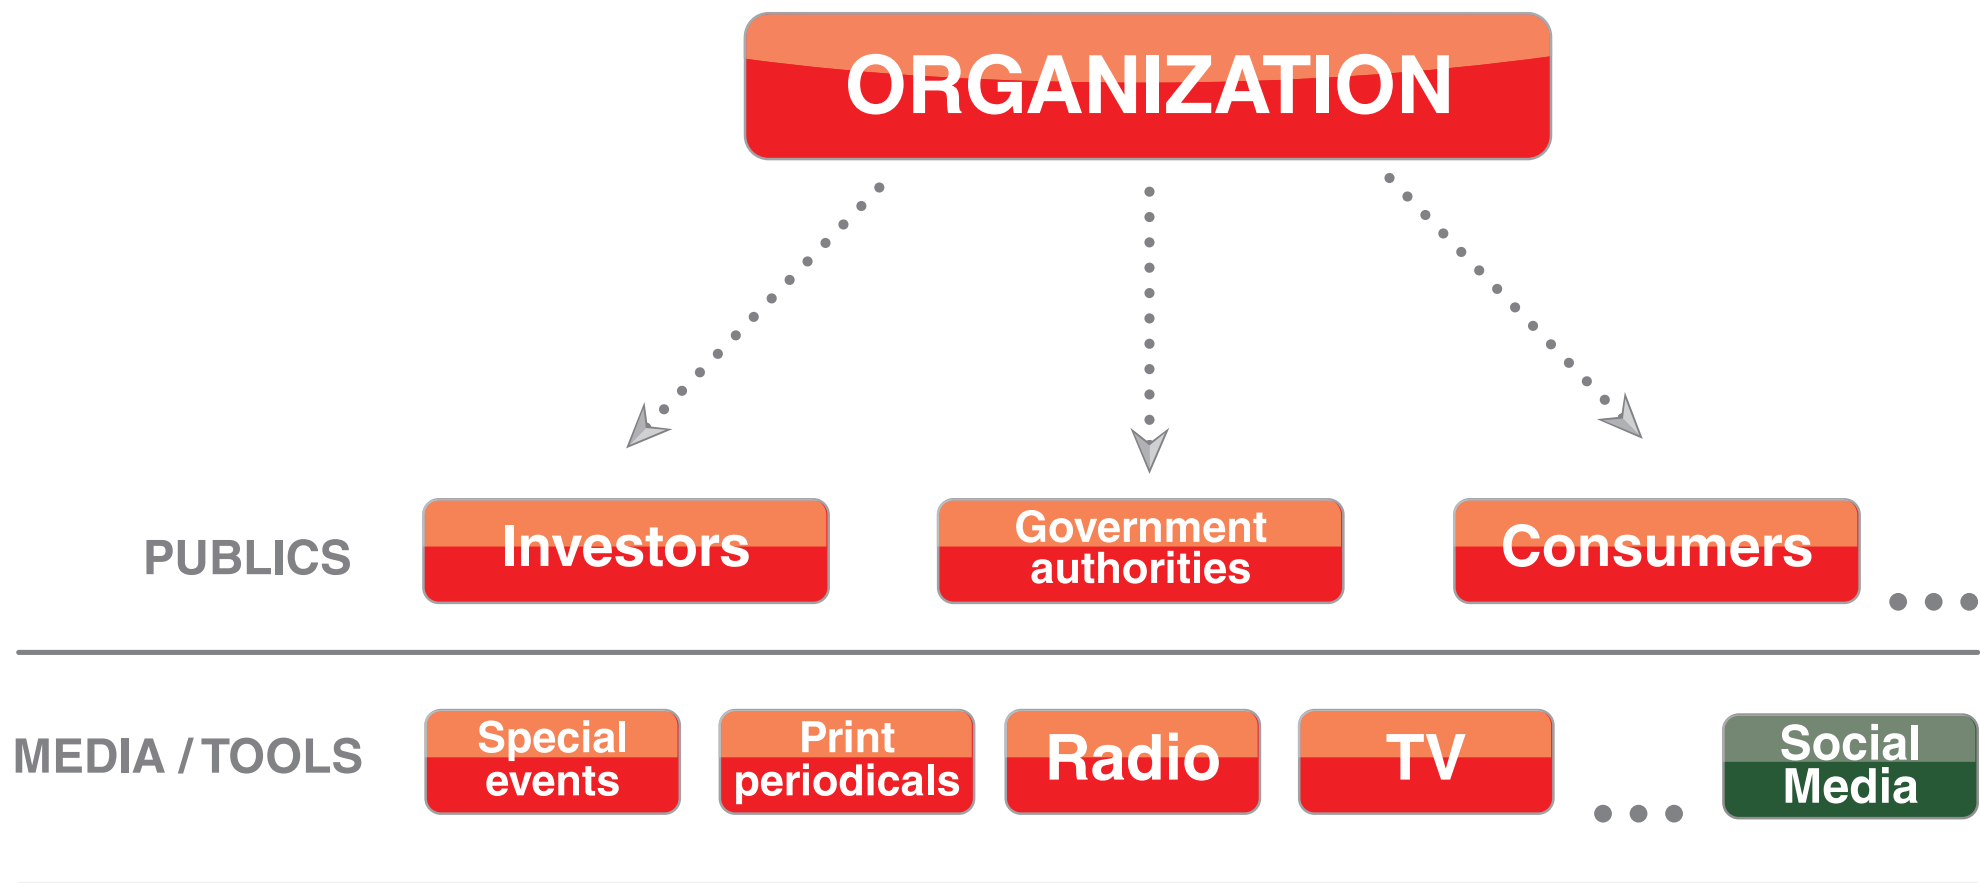 ORGANIZATION
PUBLICS
Investors
Government
authorities
Consumers
...
MEDIA / TOOLS
Special
events
Print
periodicals
Radio
TV
...
Social
Media